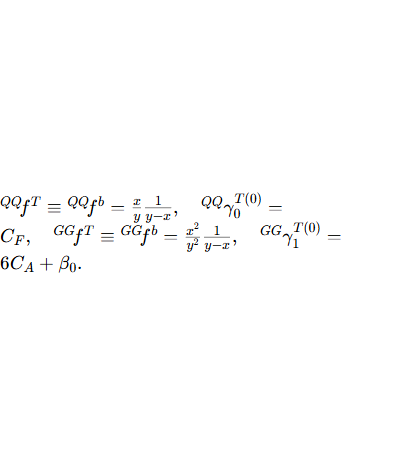 ${}^{QQ}\!f^{T} \equiv {}^{QQ}\!f^{b} = \frac{x}{y}\frac{1}{y-x}, \quad {}^{QQ}\gamma_0^{T(0)} =$
$C_F, \quad {}^{GG}\!f^{T} \equiv {}^{GG}\!f^{b} = \frac{x^2}{y^2}\frac{1}{y-x}, \quad {}^{GG}\gamma_1^{T(0)} =$
$6C_A + \beta_0.$